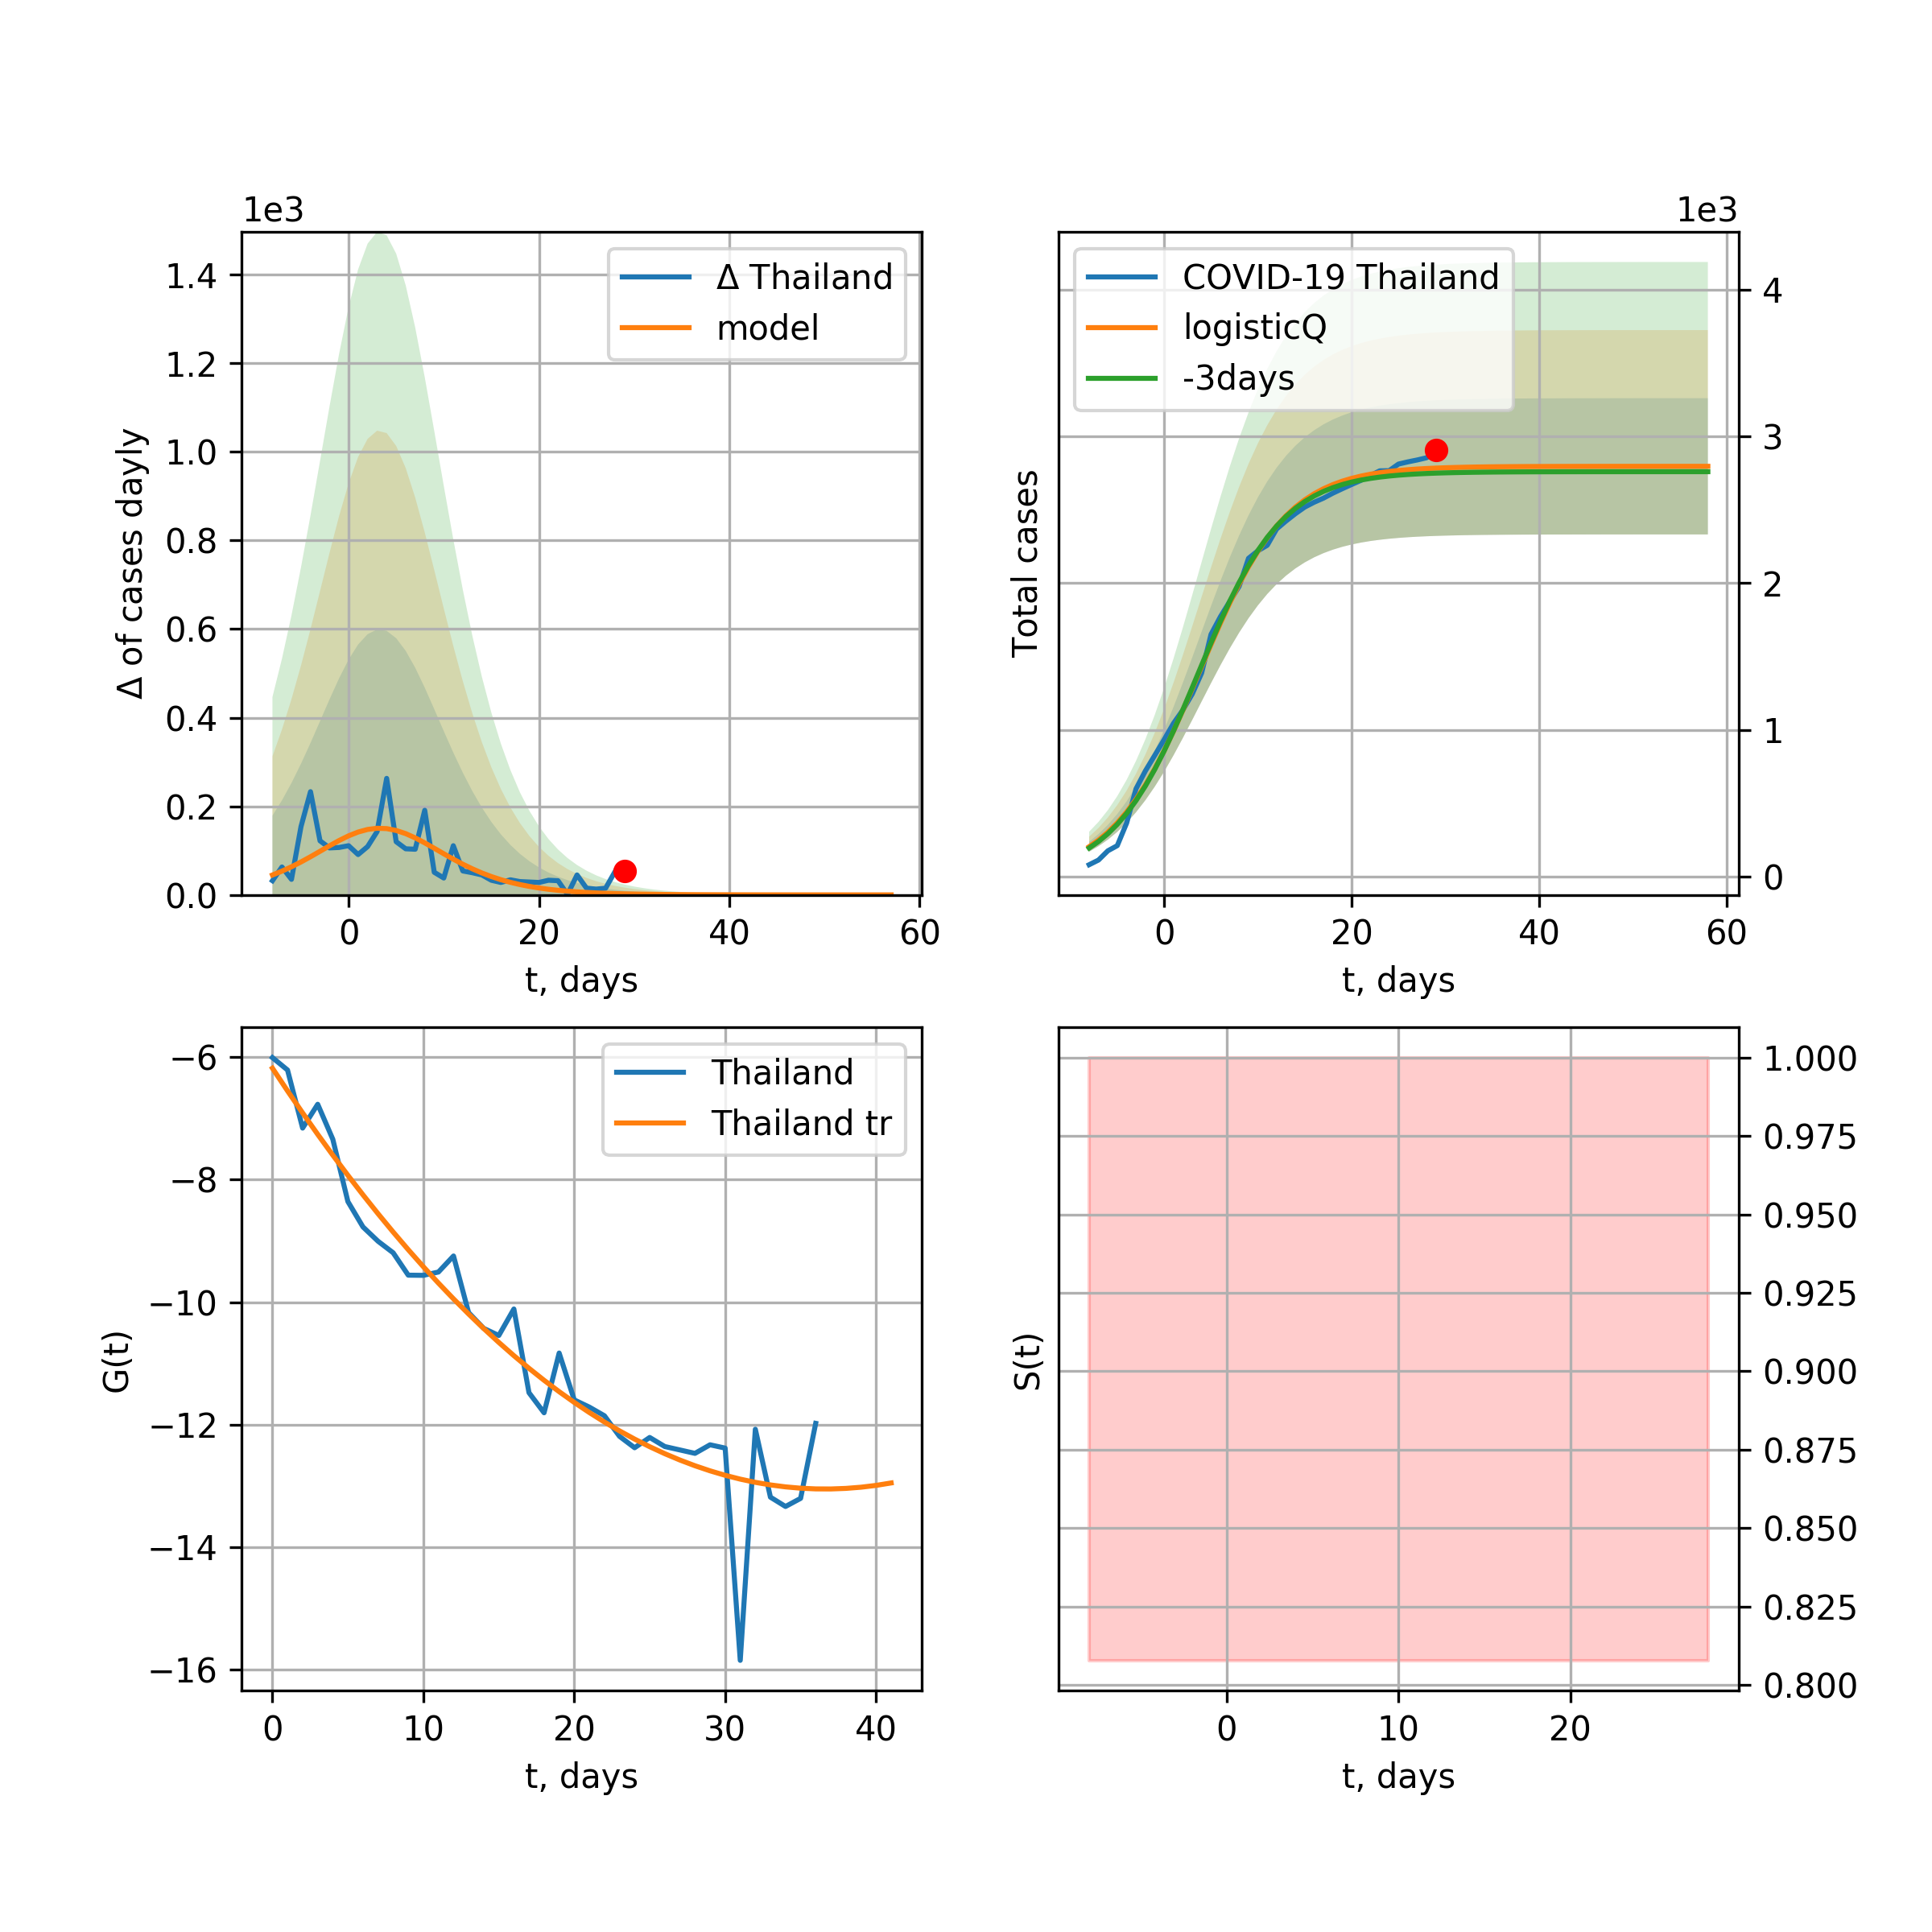 1e3
Δ of cases dayly
1.4
1.2
1.0
0.8
0.6
0.4
0.2
0.0
Δ Thailand
model
0 20 40 60
t, days
1e3
Total cases
COVID-19 Thailand
logisticQ
-3days
4
3
2
1
0
0 20 40 60
t, days
G(t)
−6
−8
−10
−12
−14
−16
Thailand
Thailand tr
0 10 20 30 40
t, days
S(t)
1.000
0.975
0.950
0.925
0.900
0.875
0.850
0.825
0.800
0 10 20
t, days